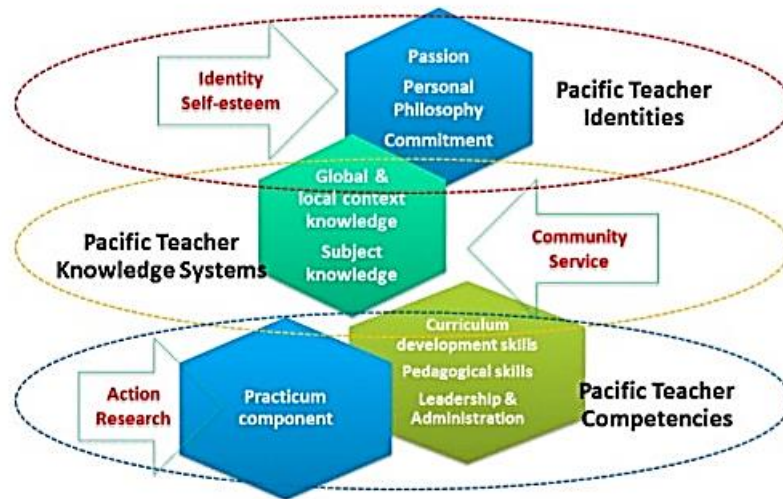 Identity
Self-esteem
Passion
Personal
Philosophy
Commitment
Pacific Teacher
Identities
Pacific Teacher
Knowledge Systems
Global &
local context
knowledge
Subject
knowledge
Community
Service
Action
Research
Practicum
component
Curriculum
development skills
Pedagogical skills
Leadership &
Administration
Pacific Teacher
Competencies